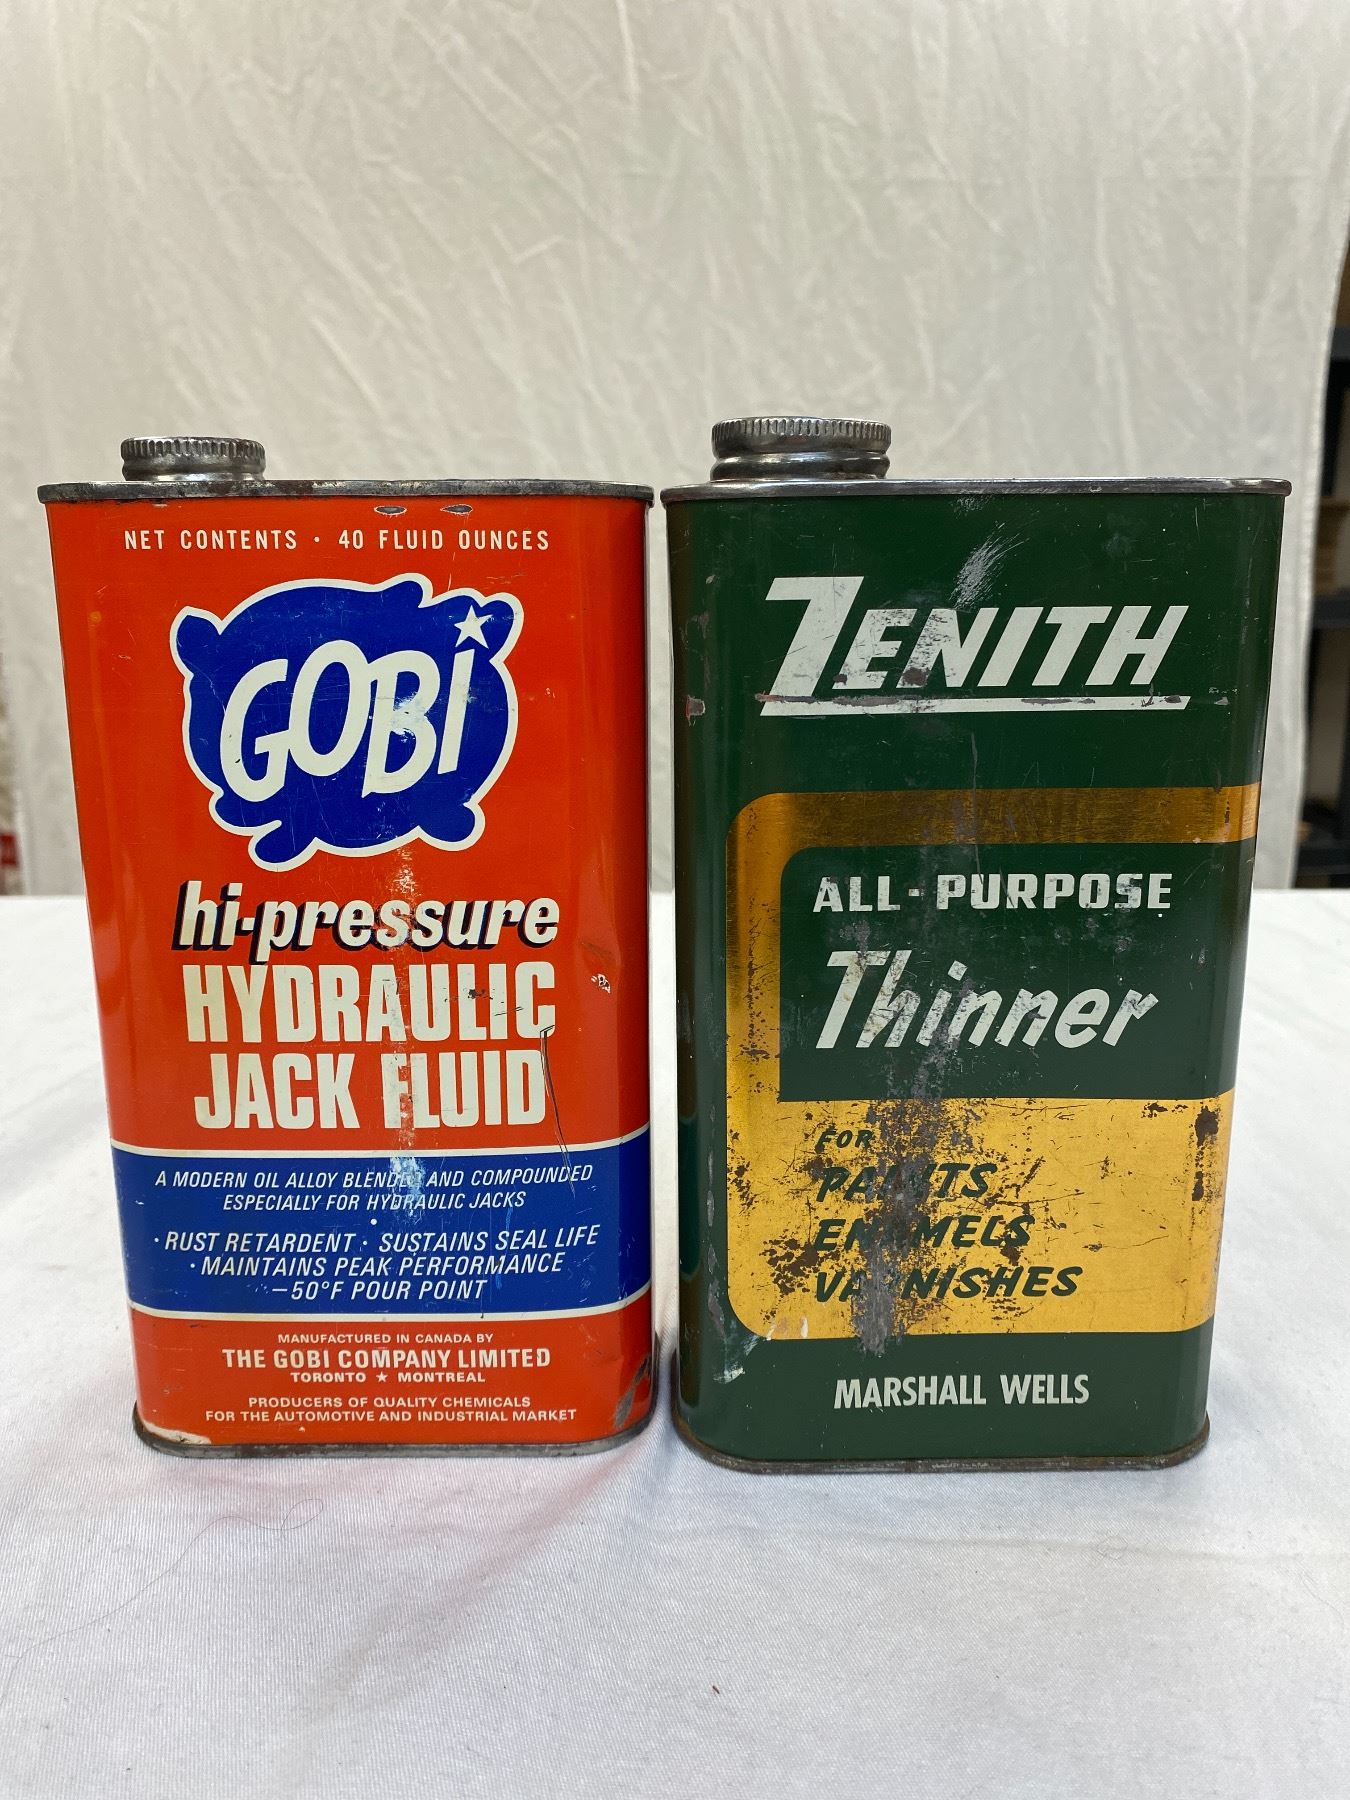 NET CONTENTS · 40 FLUID OUNCES
GOBI
hi-pressure
HYDRAULIC
JACK FLUID
A MODERN OIL ALLOY BLENDED AND COMPOUNDED
ESPECIALLY FOR HYDRAULIC JACKS
· RUST RETARDENT · SUSTAINS SEAL LIFE
· MAINTAINS PEAK PERFORMANCE
–50°F POUR POINT
MANUFACTURED IN CANADA BY
THE GOBI COMPANY LIMITED
TORONTO ★ MONTREAL
PRODUCERS OF QUALITY CHEMICALS
FOR THE AUTOMOTIVE AND INDUSTRIAL MARKET
ZENITH
ALL-PURPOSE
Thinner
FOR
PAINTS
ENAMELS
VARNISHES
MARSHALL WELLS